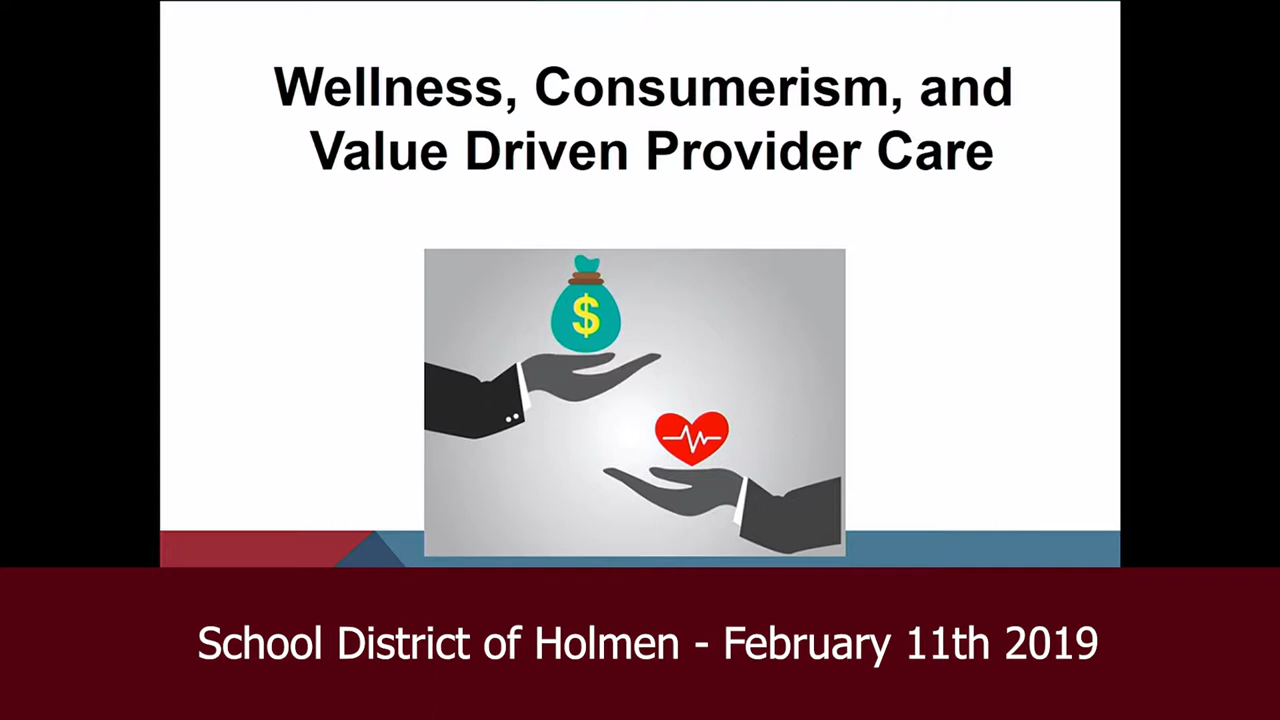 Wellness, Consumerism, and
Value Driven Provider Care
$
School District of Holmen - February 11th 2019